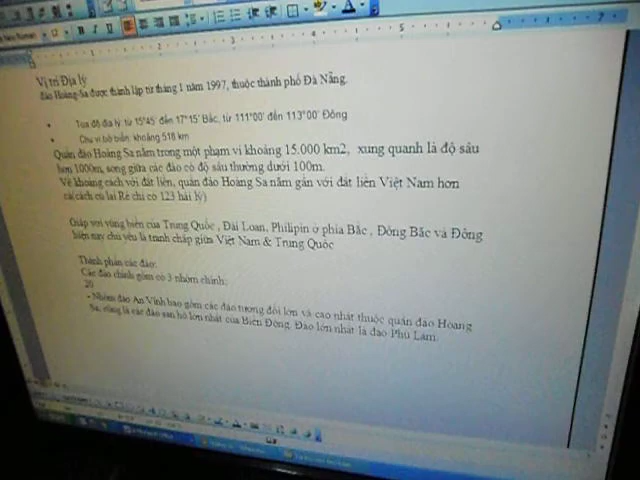 Vị trí Địa lý
đảo Hoàng-Sa được thành lập từ tháng 1 năm 1997, thuộc thành phố Đà Nẵng.
Tọa độ địa lý: từ 15°45' đến 17°15' Bắc, từ 111°00' đến 113°00' Đông
Chu vi bờ biển: khoảng 518 km
Quần đảo Hoàng Sa nằm trong một phạm vi khoảng 15.000 km2, xung quanh là độ sâu
hơn 1000m, song giữa các đảo có độ sâu thường dưới 100m.
Về khoảng cách với đất liền, quần đảo Hoàng Sa nằm gần với đất liền Việt Nam hơn
cả(cách cù lai Ré chỉ có 123 hải lý)
Giáp với vùng biển của Trung Quốc , Đài Loan, Philipin ở phía Bắc , Đông Bắc và Đông
hiện nay chủ yếu là tranh chấp giữa Việt Nam & Trung Quốc
Thành phần các đảo:
Các đảo chính gồm có 3 nhóm chính:
20
- Nhóm đảo An Vĩnh bao gồm các đảo tương đối lớn và cao nhất thuộc quần đảo Hoàng
Sa, cũng là các đảo san hô lớn nhất của Biển Đông. Đảo lớn nhất là đảo Phú Lâm.